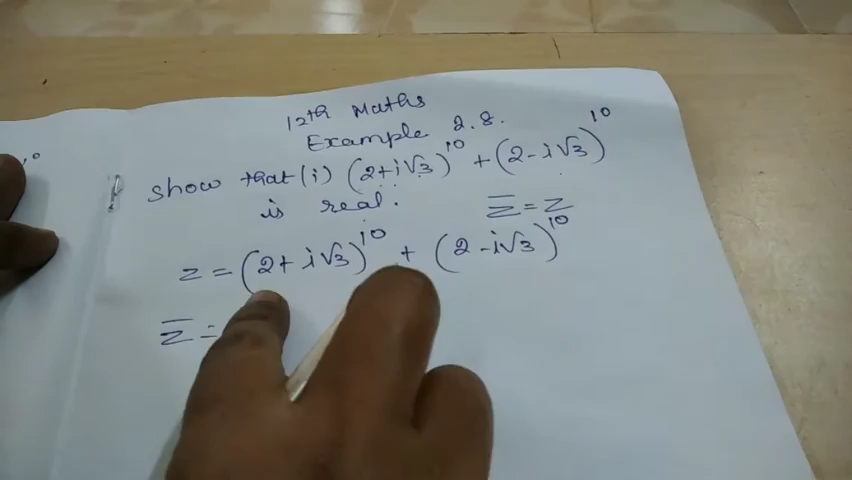 12th Maths
Example 2.8.
show that (i) (2+i√3)^10 + (2-i√3)^10
is real.
z̅ = z
z = (2+i√3)^10 + (2-i√3)^10
z̅ =